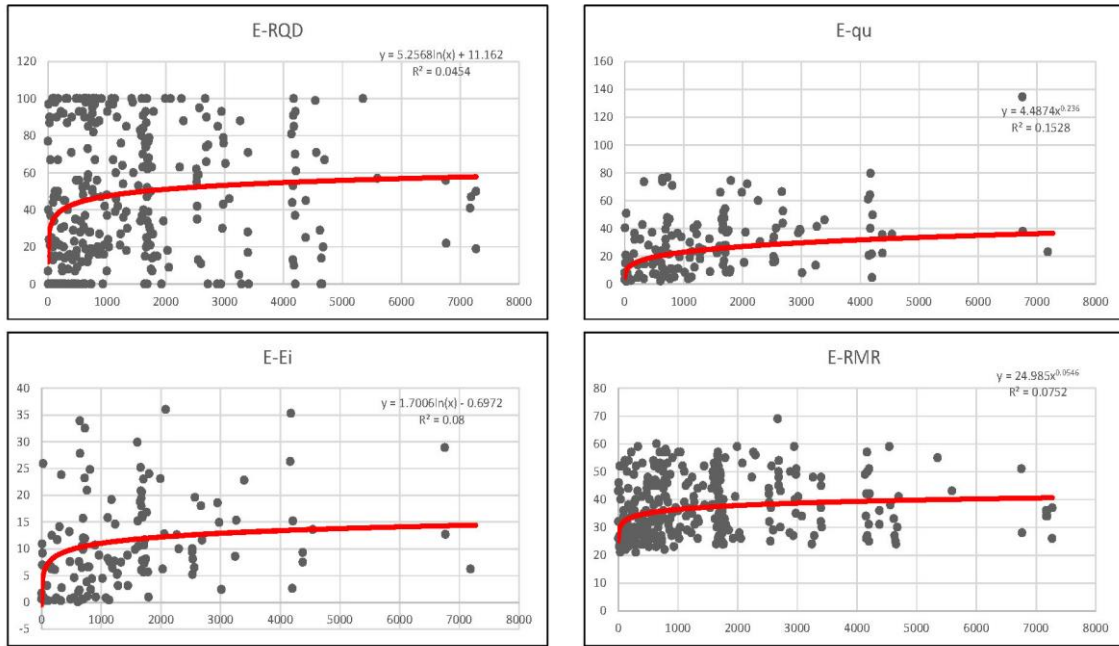 E-RQD
y = 5.2568ln(x) + 11.162
R² = 0.0454
120
100
80
60
40
20
0
0 1000 2000 3000 4000 5000 6000 7000 8000
E-qu
160
140
120
100
80
60
40
20
0
y = 4.4874x^0.236
R² = 0.1528
0 1000 2000 3000 4000 5000 6000 7000 8000
E-Ei
y = 1.7006ln(x) - 0.6972
R² = 0.08
40
35
30
25
20
15
10
5
0
-5
0 1000 2000 3000 4000 5000 6000 7000 8000
E-RMR
y = 24.985x^0.0546
R² = 0.0752
80
70
60
50
40
30
20
10
0
0 1000 2000 3000 4000 5000 6000 7000 8000